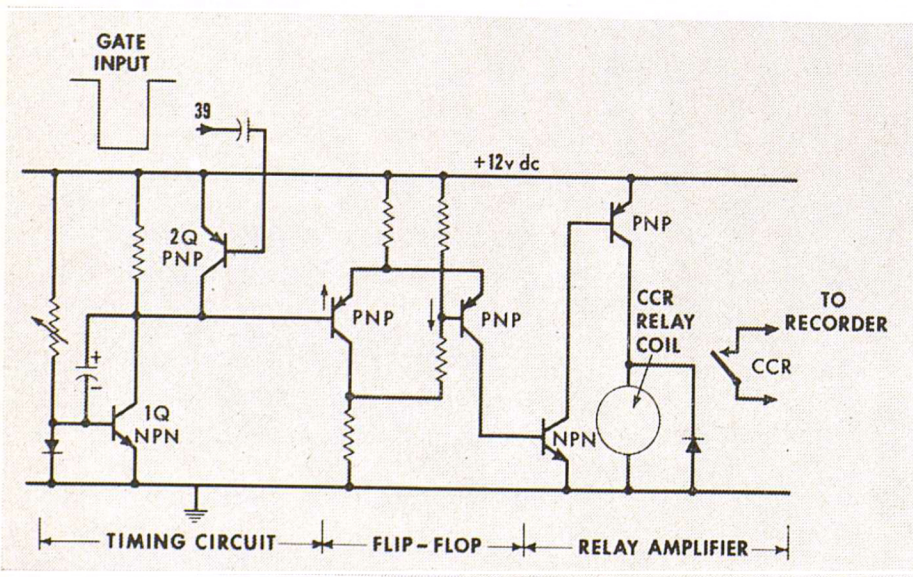 GATE
INPUT
39
+12v dc
2Q
PNP
PNP
PNP
PNP
CCR
RELAY
COIL
TO
RECORDER
CCR
+
-
1Q
NPN
NPN
TIMING CIRCUIT
FLIP-FLOP
RELAY AMPLIFIER